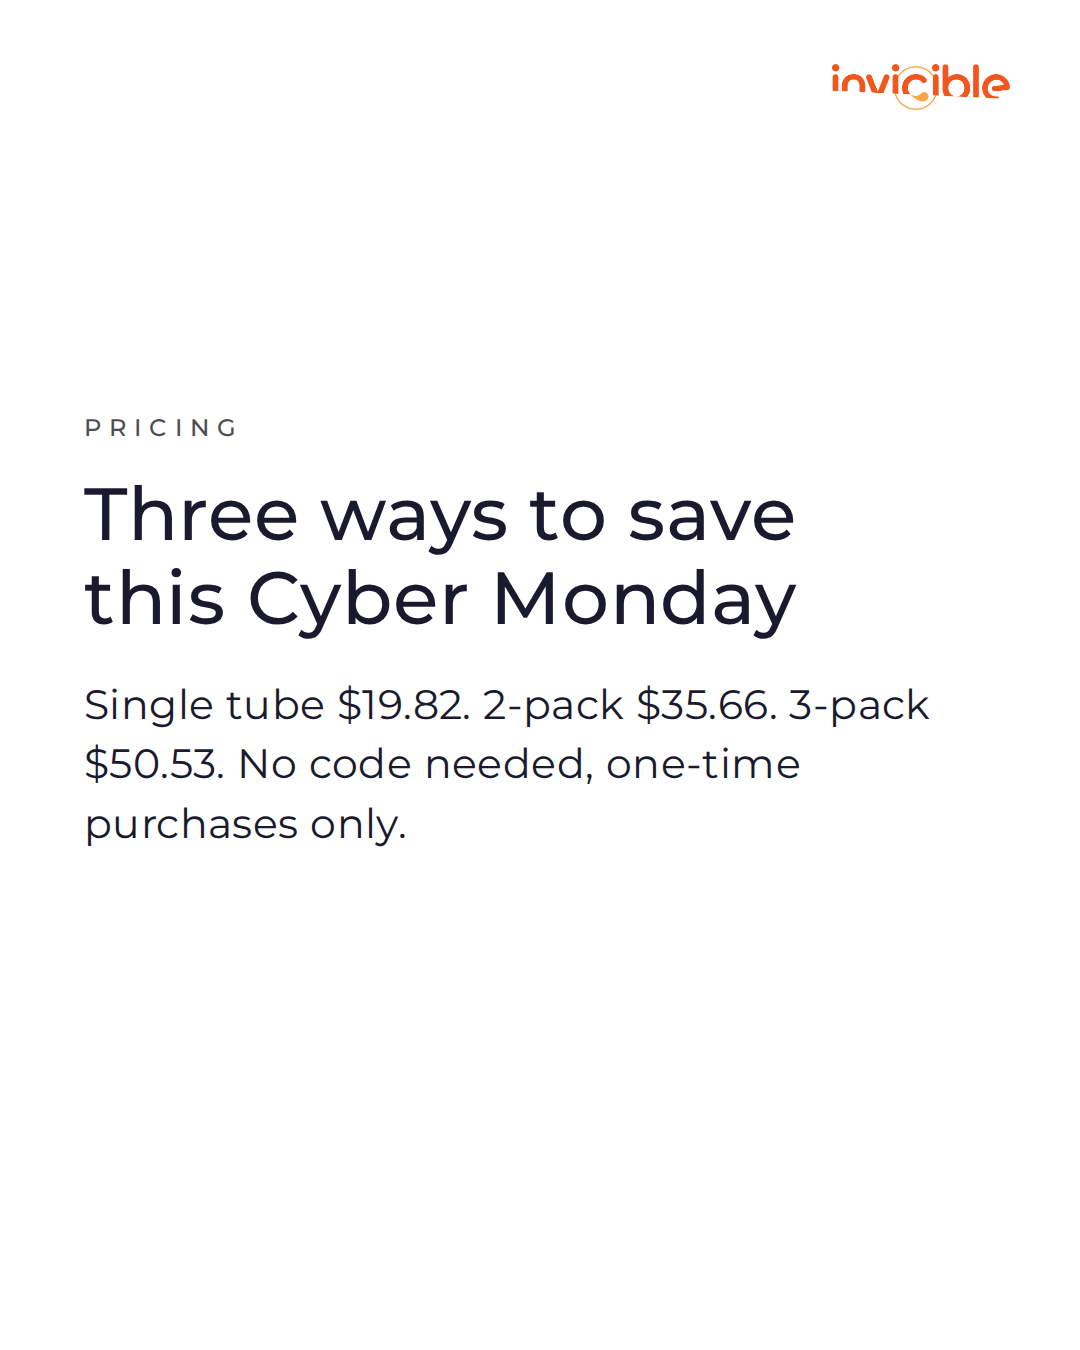 invicible
PRICING
Three ways to save
this Cyber Monday
Single tube $19.82. 2-pack $35.66. 3-pack
$50.53. No code needed, one-time
purchases only.